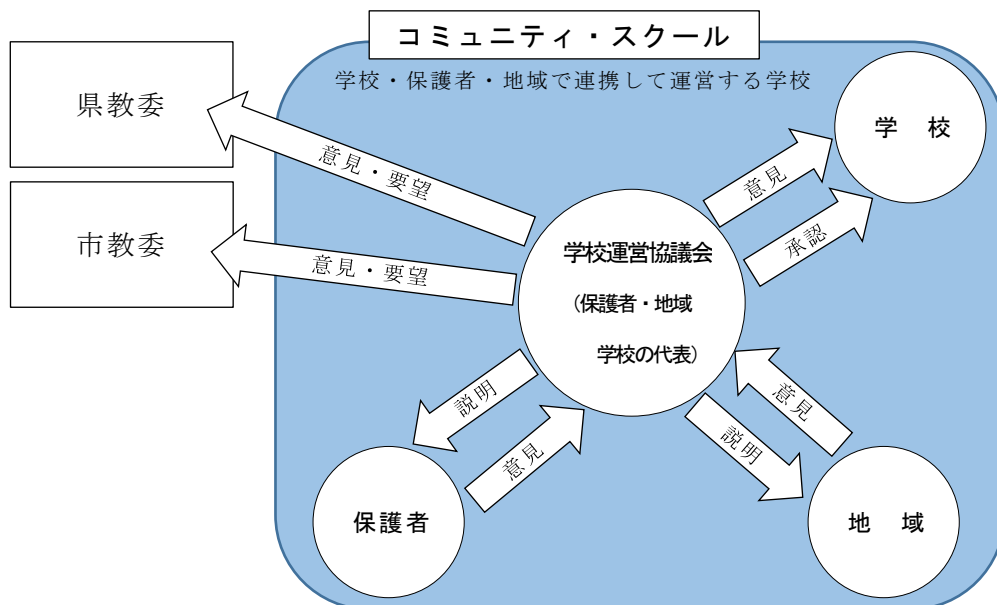 コミュニティ・スクール
学校・保護者・地域で連携して運営する学校
県教委
市教委
意見・要望
意見・要望
学　校
意見
承認
学校運営協議会
（保護者・地域
学校の代表）
説明
意見
意見
説明
保護者
地　域